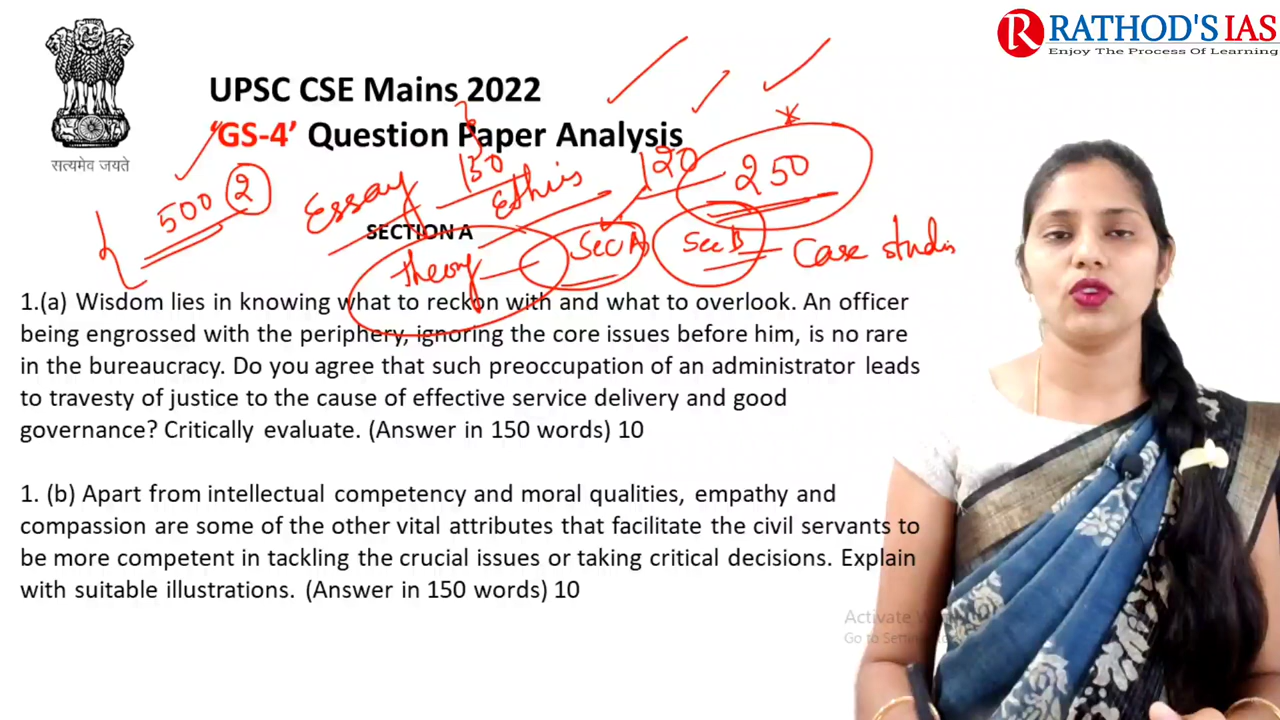 RATHOD'S IAS
Enjoy The Process Of Learning
सत्यमेव जयते
UPSC CSE Mains 2022
'GS-4' Question Paper Analysis
500 2
Essay 130 Ethics 120 250
SECTION A
Theory Sec A Sec B Case studies
1.(a) Wisdom lies in knowing what to reckon with and what to overlook. An officer
being engrossed with the periphery, ignoring the core issues before him, is no rare
in the bureaucracy. Do you agree that such preoccupation of an administrator leads
to travesty of justice to the cause of effective service delivery and good
governance? Critically evaluate. (Answer in 150 words) 10
1. (b) Apart from intellectual competency and moral qualities, empathy and
compassion are some of the other vital attributes that facilitate the civil servants to
be more competent in tackling the crucial issues or taking critical decisions. Explain
with suitable illustrations. (Answer in 150 words) 10
Activate
Go to